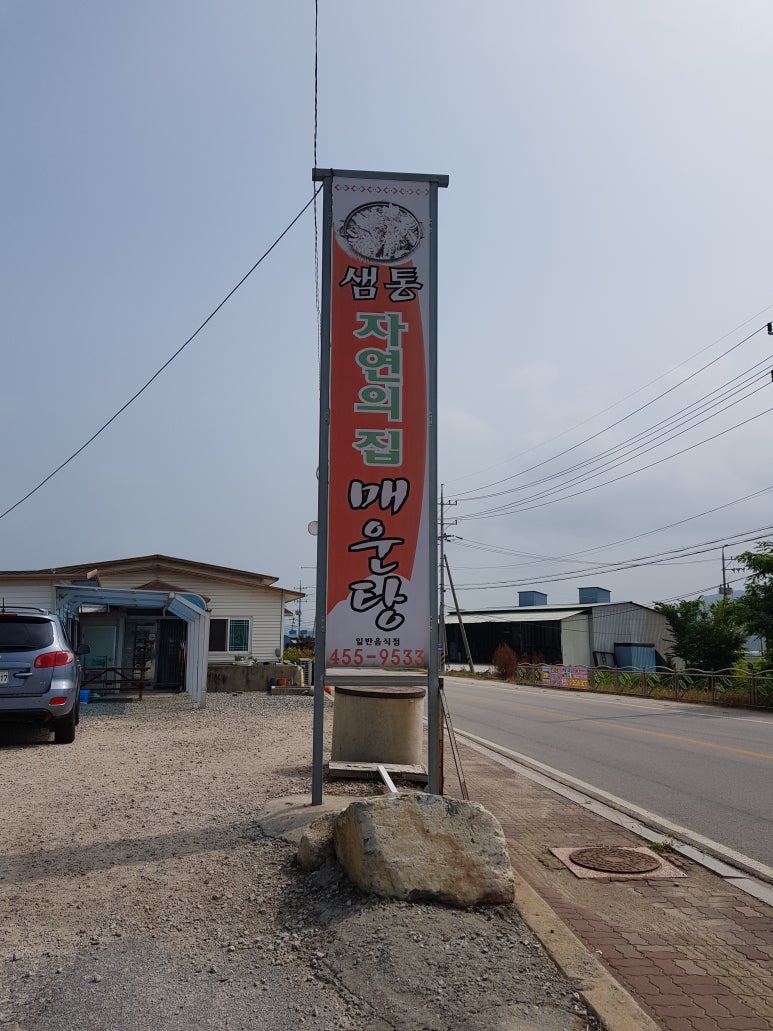 샘통
자연의 집
매운탕
일반음식점
455-9533